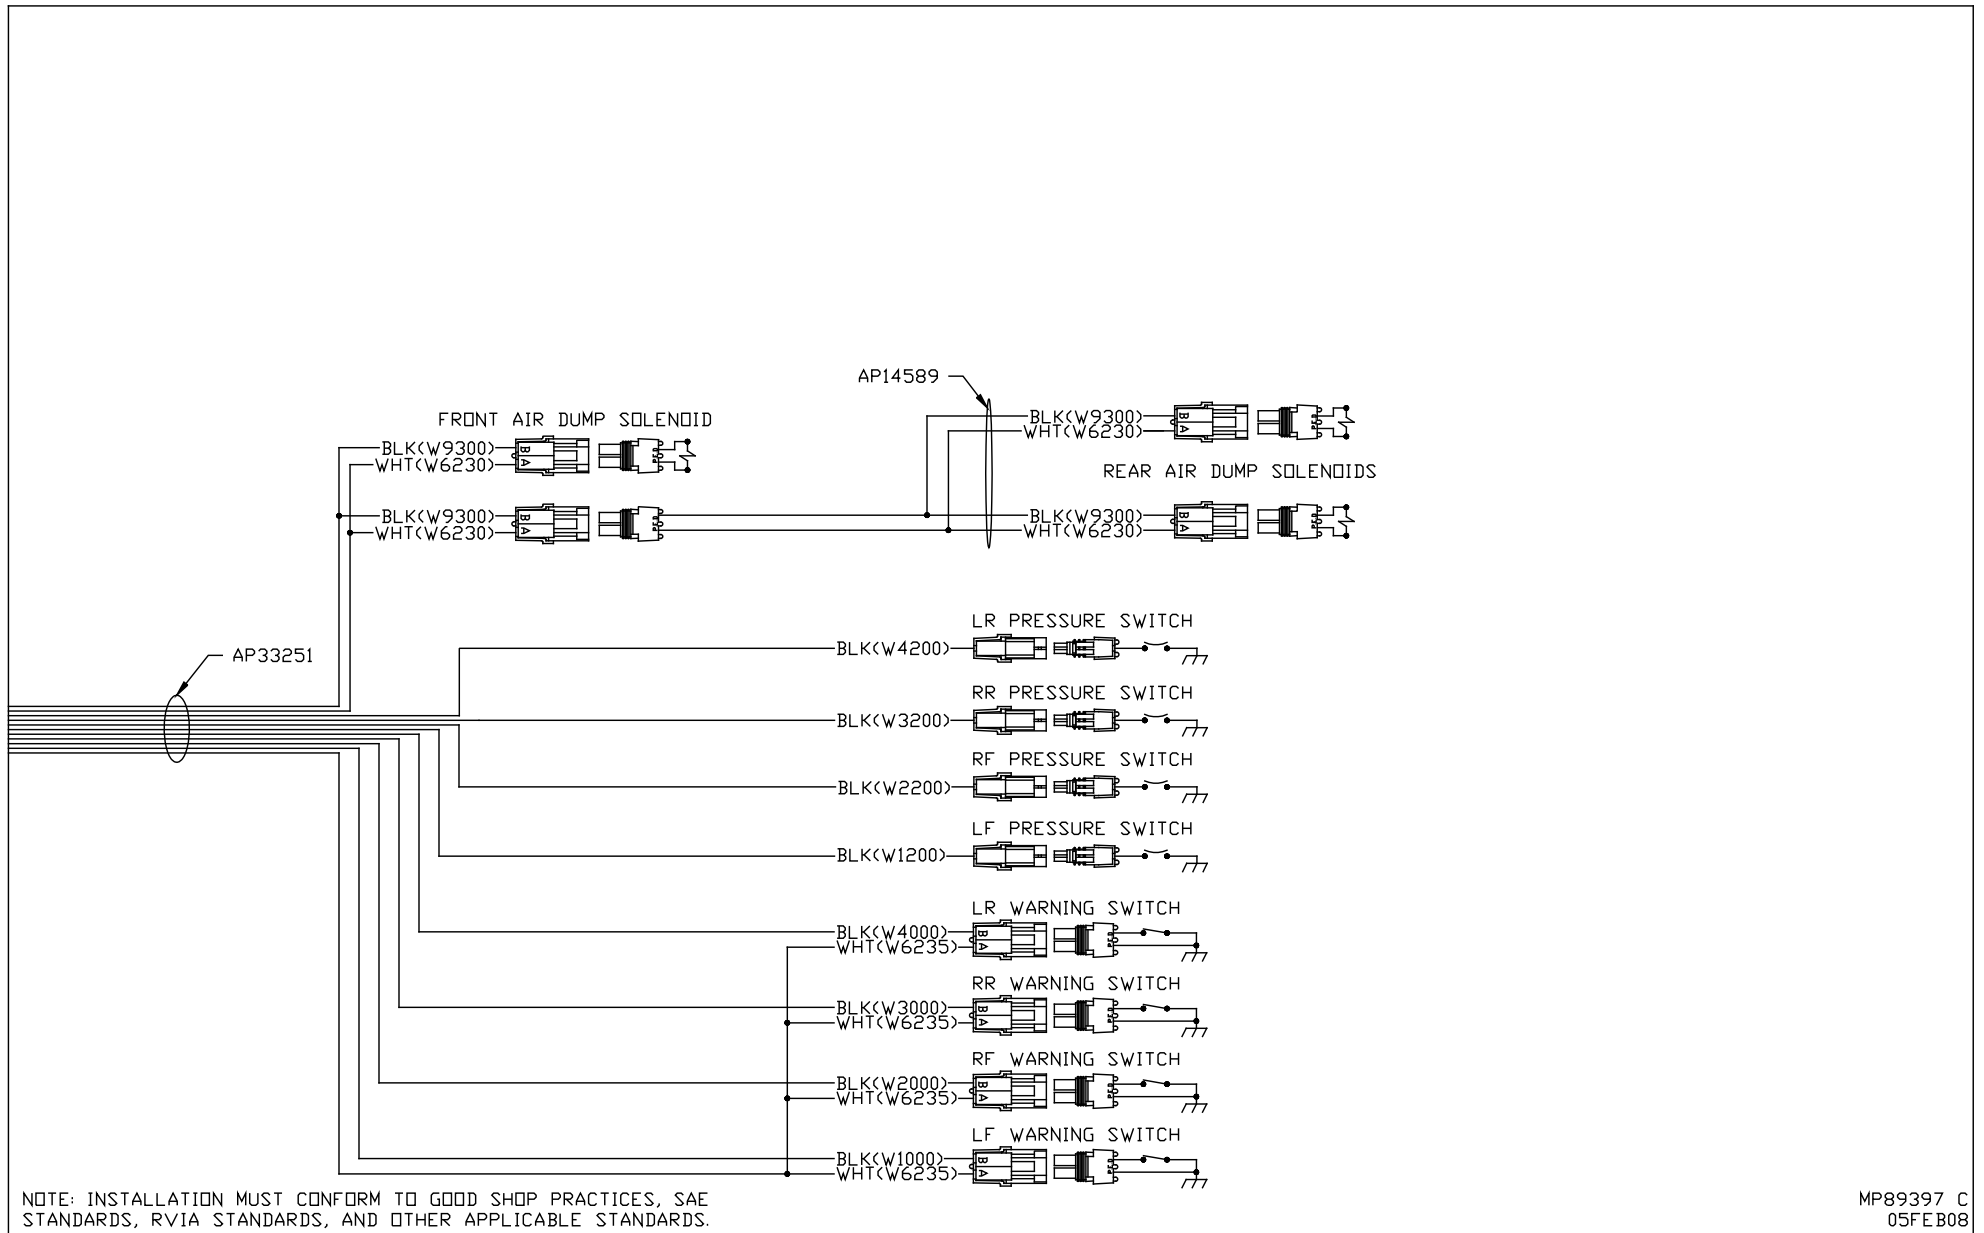 AP14589
FRONT AIR DUMP SOLENOID
BLK(W9300)
WHT(W6230)
B
A
BLK(W9300)
WHT(W6230)
B
A
REAR AIR DUMP SOLENOIDS
BLK(W9300)
WHT(W6230)
B
A
BLK(W9300)
WHT(W6230)
B
A
AP33251
LR PRESSURE SWITCH
BLK(W4200)
RR PRESSURE SWITCH
BLK(W3200)
RF PRESSURE SWITCH
BLK(W2200)
LF PRESSURE SWITCH
BLK(W1200)
LR WARNING SWITCH
BLK(W4000)
WHT(W6235)
B
A
RR WARNING SWITCH
BLK(W3000)
WHT(W6235)
B
A
RF WARNING SWITCH
BLK(W2000)
WHT(W6235)
B
A
LF WARNING SWITCH
BLK(W1000)
WHT(W6235)
B
A
NOTE: INSTALLATION MUST CONFORM TO GOOD SHOP PRACTICES, SAE
STANDARDS, RVIA STANDARDS, AND OTHER APPLICABLE STANDARDS.
MP89397 C
05FEB08